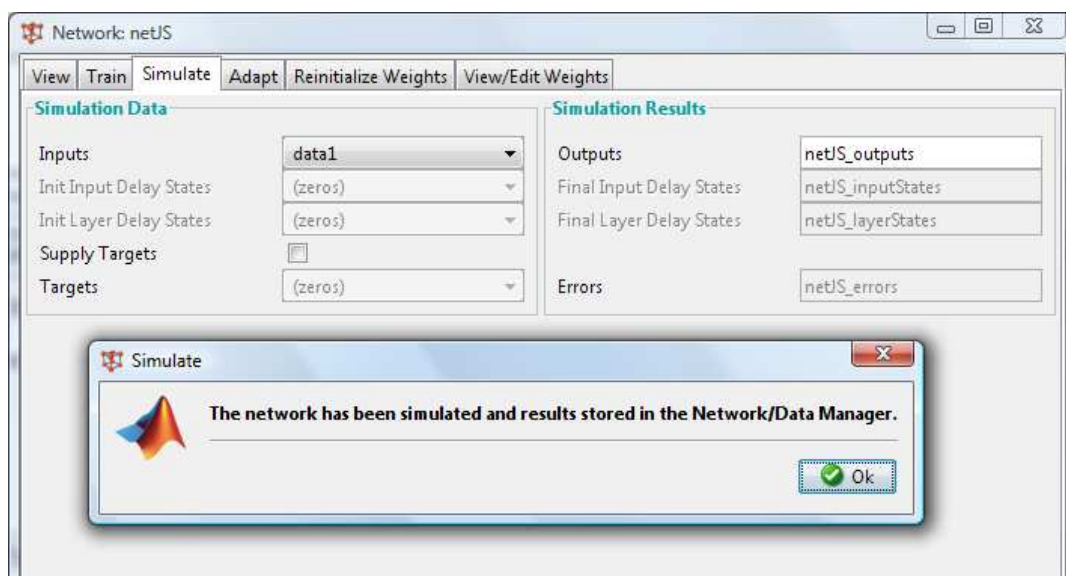 Network: netJS
View Train Simulate Adapt Reinitialize Weights View/Edit Weights
Simulation Data
Inputs data1
Init Input Delay States (zeros)
Init Layer Delay States (zeros)
Supply Targets
Targets (zeros)
Simulation Results
Outputs netJS_outputs
Final Input Delay States netJS_inputStates
Final Layer Delay States netJS_layerStates
Errors netJS_errors
Simulate
The network has been simulated and results stored in the Network/Data Manager.
Ok